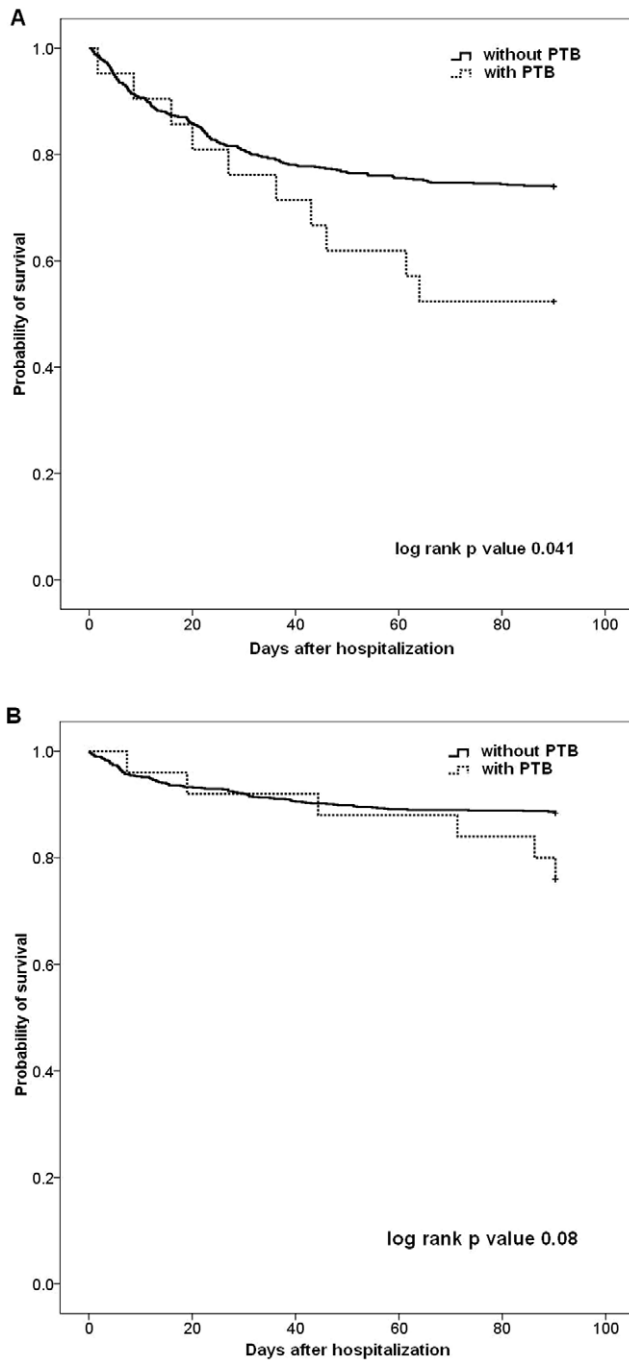 A
1.0
0.8
0.6
0.4
0.2
0.0
Probability of survival
without PTB
with PTB
log rank p value 0.041
0 20 40 60 80 100
Days after hospitalization
B
1.0
0.8
0.6
0.4
0.2
0.0
Probability of survival
without PTB
with PTB
log rank p value 0.08
0 20 40 60 80 100
Days after hospitalization